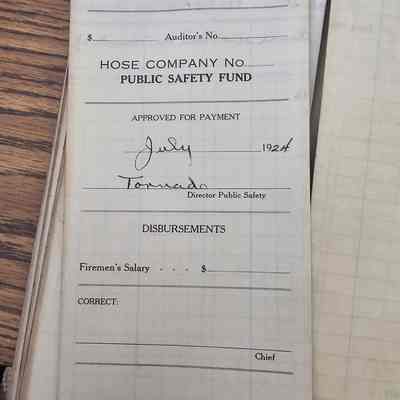 $ Auditor's No.
HOSE COMPANY No
PUBLIC SAFETY FUND
APPROVED FOR PAYMENT
July 1924
Tornado
Director Public Safety
DISBURSEMENTS
Firemen's Salary - - - $
CORRECT:
Chief